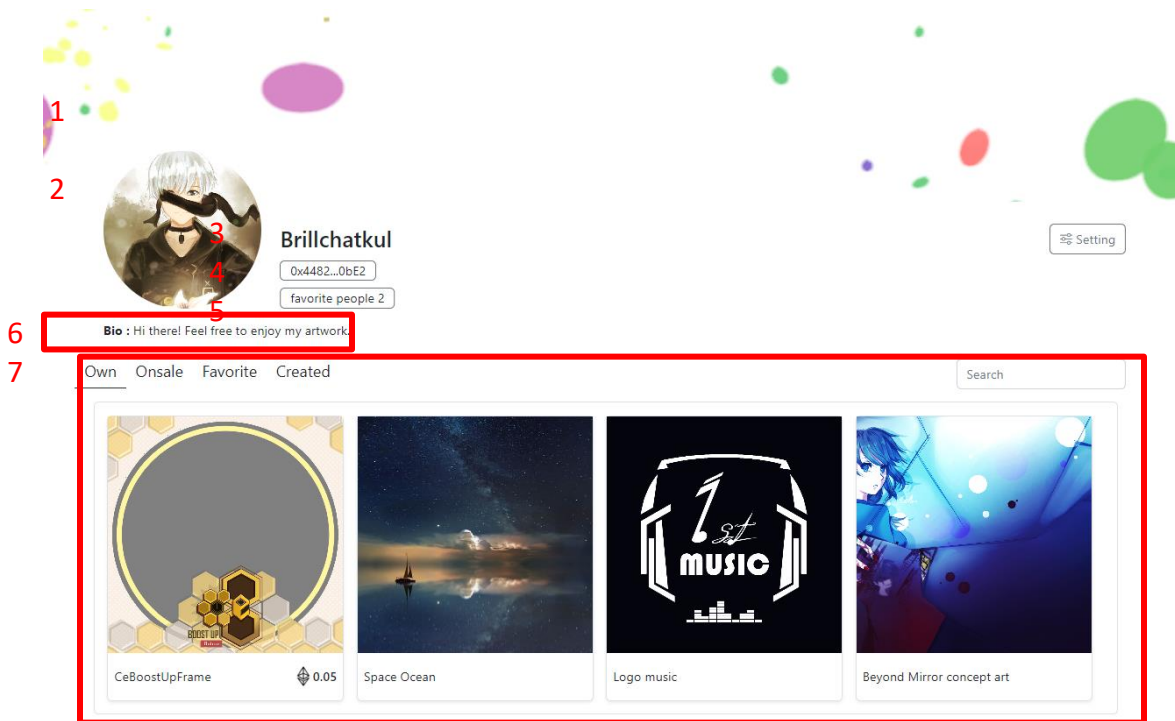 1
2
3
Brillchatkul
Setting
4
0x4482...0bE2
5
favorite people 2
6
Bio : Hi there! Feel free to enjoy my artwork.
7
Own Onsale Favorite Created
Search
1st
MUSIC
BOOST UP
CeBoostUpFrame
0.05
Space Ocean
Logo music
Beyond Mirror concept art